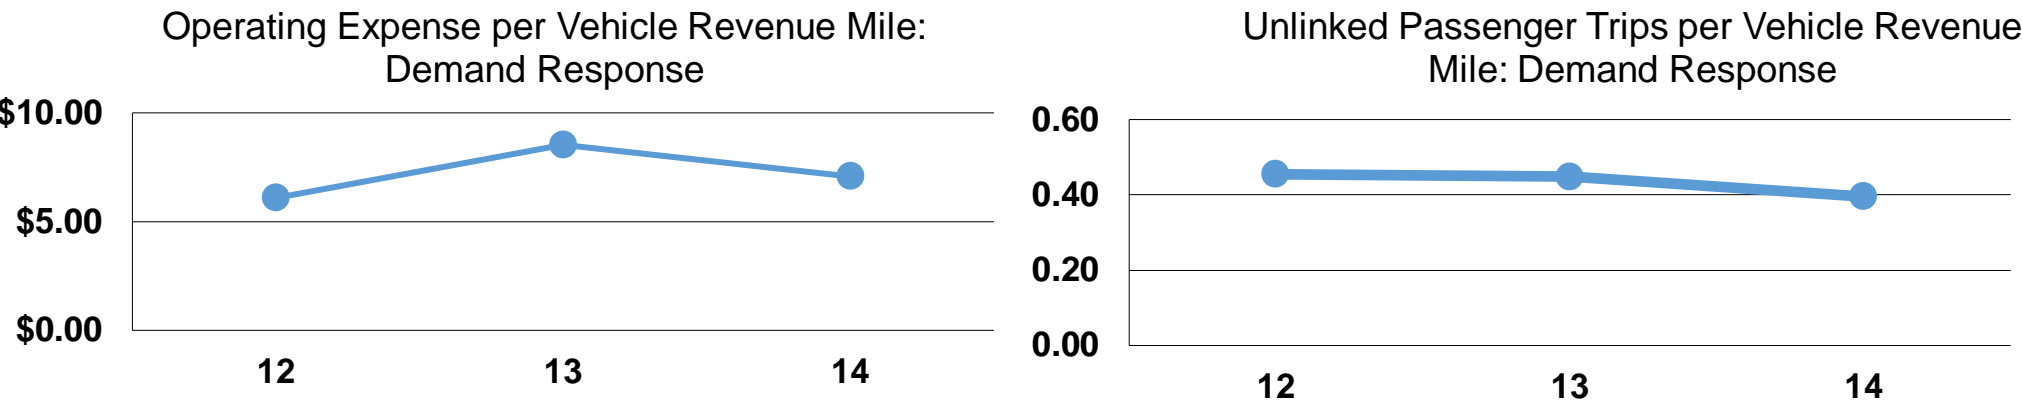 Operating Expense per Vehicle Revenue Mile:
Demand Response
$10.00
$5.00
$0.00
12 13 14
Unlinked Passenger Trips per Vehicle Revenue
Mile: Demand Response
0.60
0.40
0.20
0.00
12 13 14